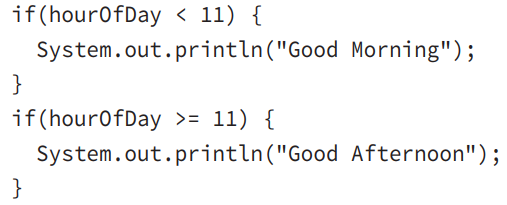 if(hourOfDay < 11) {
  System.out.println("Good Morning");
}
if(hourOfDay >= 11) {
  System.out.println("Good Afternoon");
}